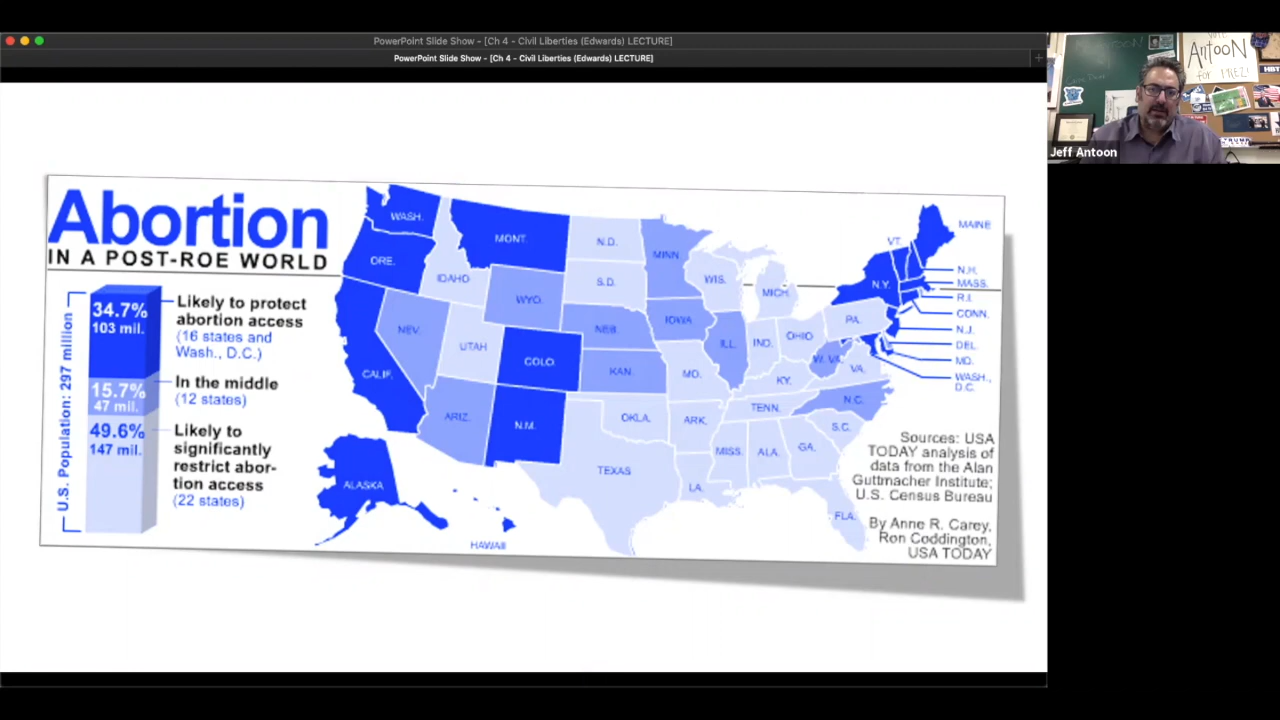 PowerPoint Slide Show - [Ch 4 - Civil Liberties (Edwards) LECTURE]
PowerPoint Slide Show - [Ch 4 - Civil Liberties (Edwards) LECTURE]
Abortion
IN A POST-ROE WORLD
U.S. Population: 297 million
34.7%
103 mil.
Likely to protect
abortion access
(16 states and
Wash., D.C.)
15.7%
47 mil.
In the middle
(12 states)
49.6%
147 mil.
Likely to
significantly
restrict abor-
tion access
(22 states)
WASH.
ORE.
CALIF.
IDAHO
NEV.
UTAH
ARIZ.
MONT.
WYO.
COLO.
N.M.
N.D.
S.D.
NEB.
KAN.
OKLA.
TEXAS
MINN.
IOWA
MO.
ARK.
LA.
WIS.
ILL.
MICH.
IND.
OHIO
KY.
TENN.
MISS.
ALA.
GA.
FLA.
S.C.
N.C.
VA.
W. VA.
PA.
N.Y.
VT.
MAINE
N.H.
MASS.
R.I.
CONN.
N.J.
DEL.
MD.
WASH.,
D.C.
ALASKA
HAWAII
Sources: USA
TODAY analysis of
data from the Alan
Guttmacher Institute;
U.S. Census Bureau
By Anne R. Carey,
Ron Coddington,
USA TODAY
VOTE
ANTOON
for PREZ!
TRUMP
Jeff Antoon